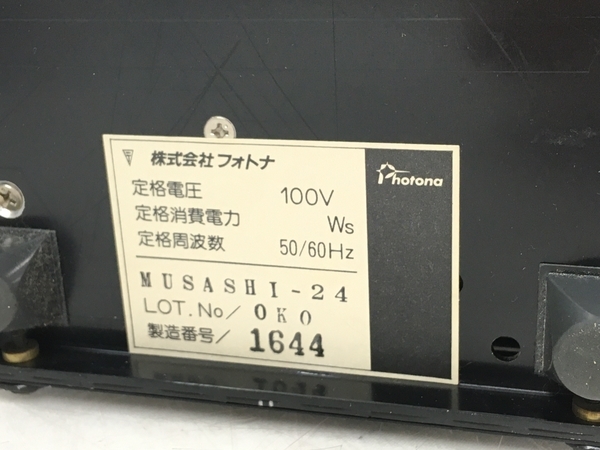 株式会社 フォトナ
Photona
定格電圧 100V
定格消費電力 Ws
定格周波数 50/60Hz
MUSASHI-24
LOT.No/ OKO
製造番号/ 1644